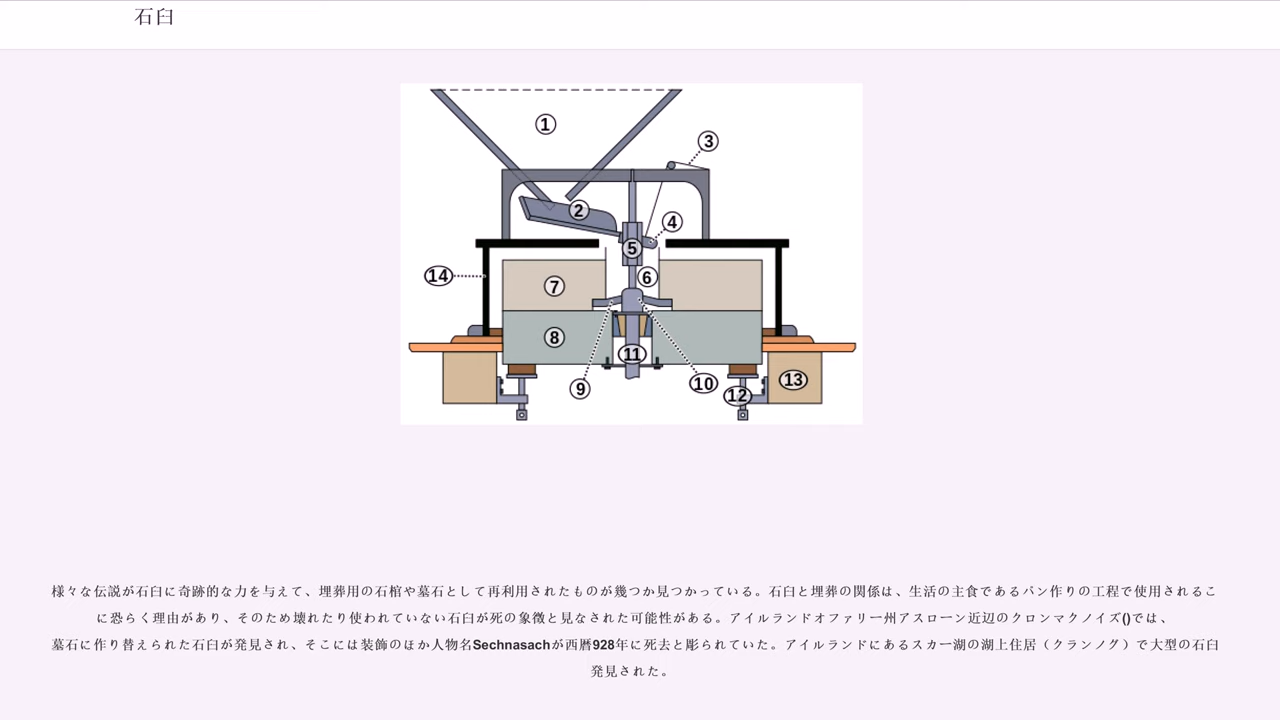 石臼
①
②
③
④
⑤
⑥
⑦
⑧
⑨
⑩
⑪
⑫
⑬
⑭
様々な伝説が石臼に奇跡的な力を与えて、埋葬用の石棺や墓石として再利用されたものが幾つか見つかっている。石臼と埋葬の関係は、生活の主食であるパン作りの工程で使用されるこ
に恐らく理由があり、そのため壊れたり使われていない石臼が死の象徴と見なされた可能性がある。アイルランドオファリー州アスローン近辺のクロンマクノイズ()では、
墓石に作り替えられた石臼が発見され、そこには装飾のほか人物名Sechnasachが西暦928年に死去と彫られていた。アイルランドにあるスカー湖の湖上住居（クランノグ）で大型の石臼
発見された。